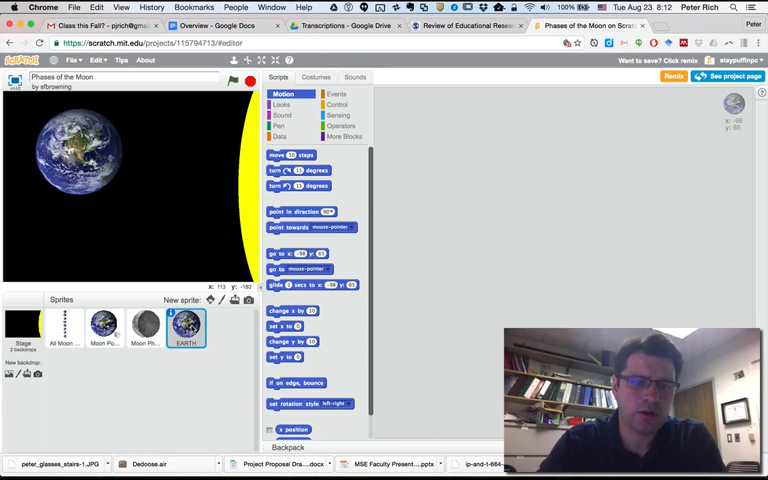 Chrome File Edit View History Bookmarks People Window Help
Tue Aug 23 8:12 Peter Rich
Class this Fall? - pjrich@gmai
Overview - Google Docs
Transcriptions - Google Drive
Review of Educational Resear
Phases of the Moon on Scrat
Peter
https://scratch.mit.edu/projects/115794713/#editor
SCRATCH
File
Edit
Tips
About
Want to save? Click remix
staypuffinpc
Phases of the Moon
by sfbrowning
Scripts
Costumes
Sounds
Remix
See project page
Motion
Events
Looks
Control
Sound
Sensing
Pen
Operators
Data
More Blocks
x: -98
y: 65
move 10 steps
turn 15 degrees
turn 15 degrees
point in direction 90
point towards mouse-pointer
go to x: -98 y: 65
go to mouse-pointer
glide 1 secs to x: -98 y: 65
change x by 10
set x to 0
change y by 10
set y to 0
if on edge, bounce
set rotation style left-right
x position
x: 113 y: -180
Sprites
New sprite:
Stage
2 backdrops
All Moon ...
Moon Po...
Moon Ph...
EARTH
New backdrop:
Backpack
peter_glasses_stairs-1.JPG
Dedoose.air
Project Proposal Dra....docx
MSE Faculty Present....pptx
ip-and-t-664-